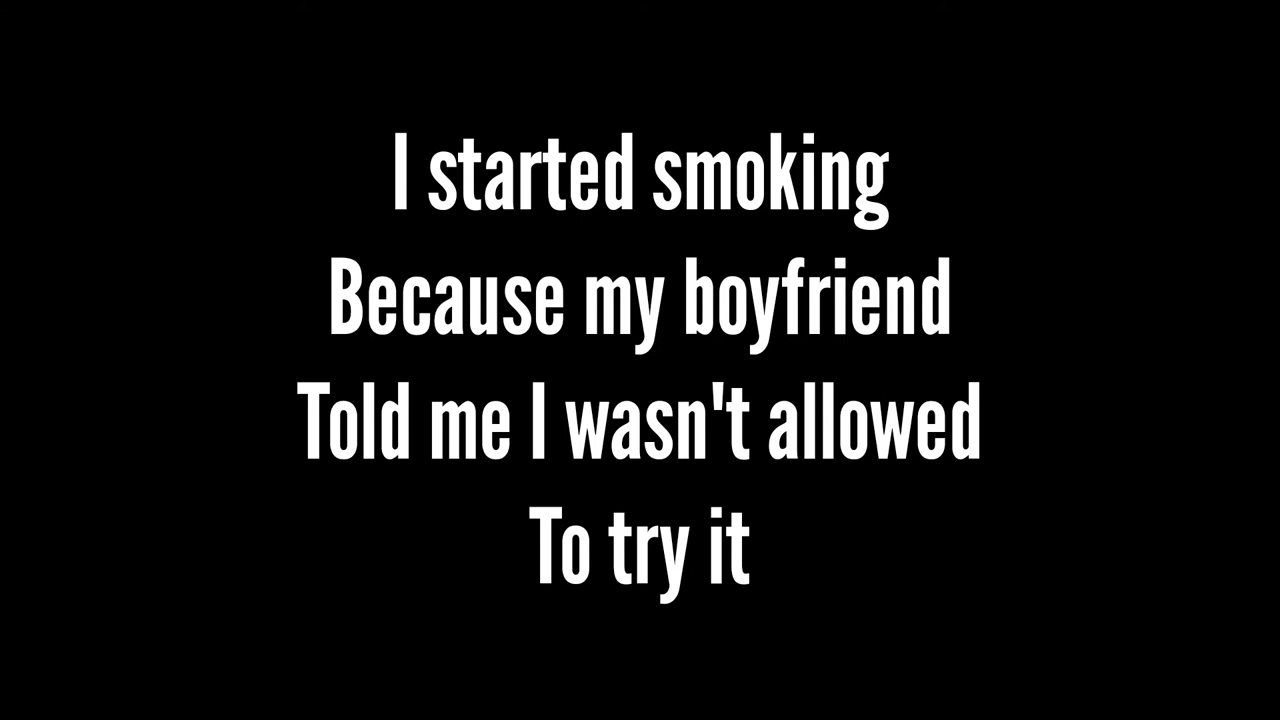 I started smoking
Because my boyfriend
Told me I wasn't allowed
To try it